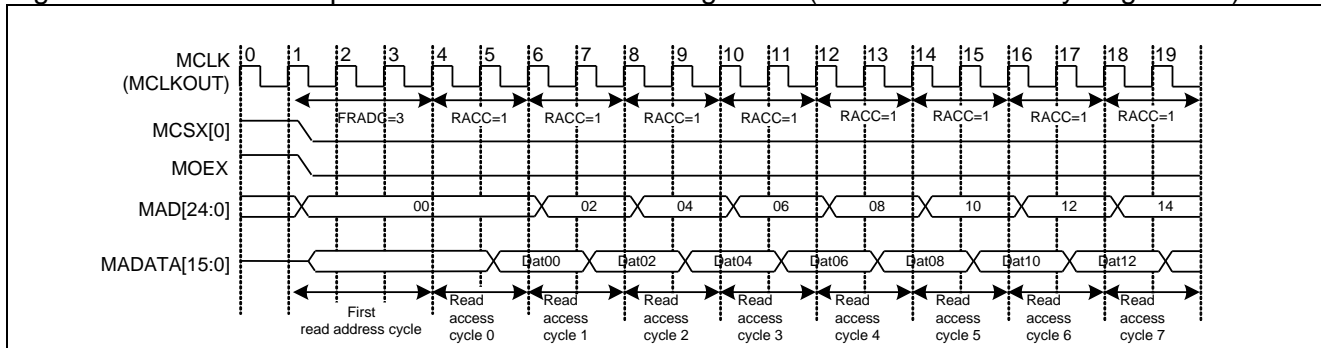 MCLK
(MCLKOUT)
0 1 2 3 4 5 6 7 8 9 10 11 12 13 14 15 16 17 18 19
FRADC=3 RACC=1 RACC=1 RACC=1 RACC=1 RACC=1 RACC=1 RACC=1 RACC=1
MCSX[0]
MOEX
MAD[24:0] 00 02 04 06 08 10 12 14
MADATA[15:0] Dat00 Dat02 Dat04 Dat06 Dat08 Dat10 Dat12
First
read address cycle
Read
access
cycle 0
Read
access
cycle 1
Read
access
cycle 2
Read
access
cycle 3
Read
access
cycle 4
Read
access
cycle 5
Read
access
cycle 6
Read
access
cycle 7